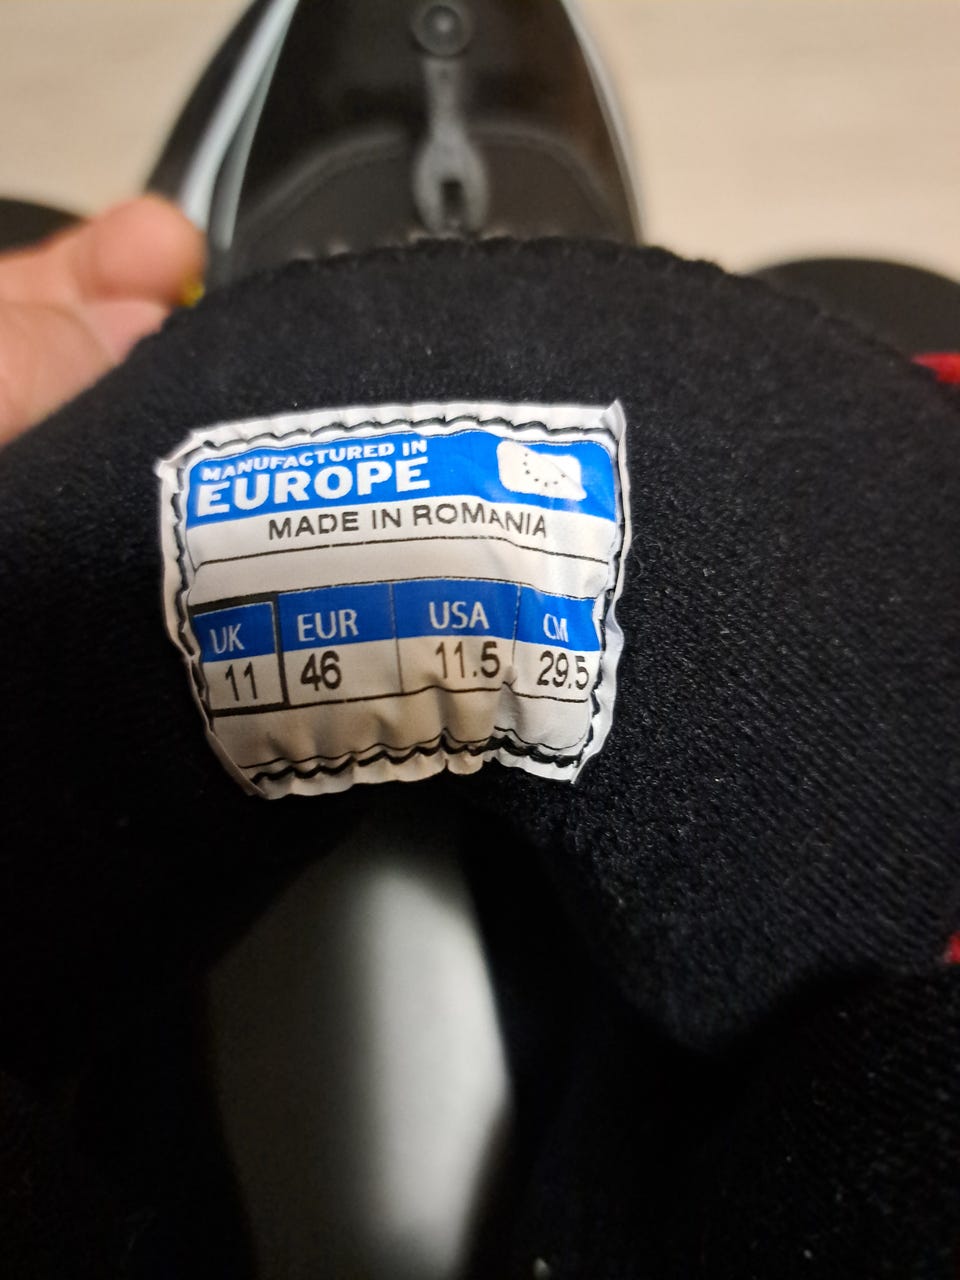 MANUFACTURED IN
EUROPE
MADE IN ROMANIA
UK EUR USA CM
11 46 11.5 29.5